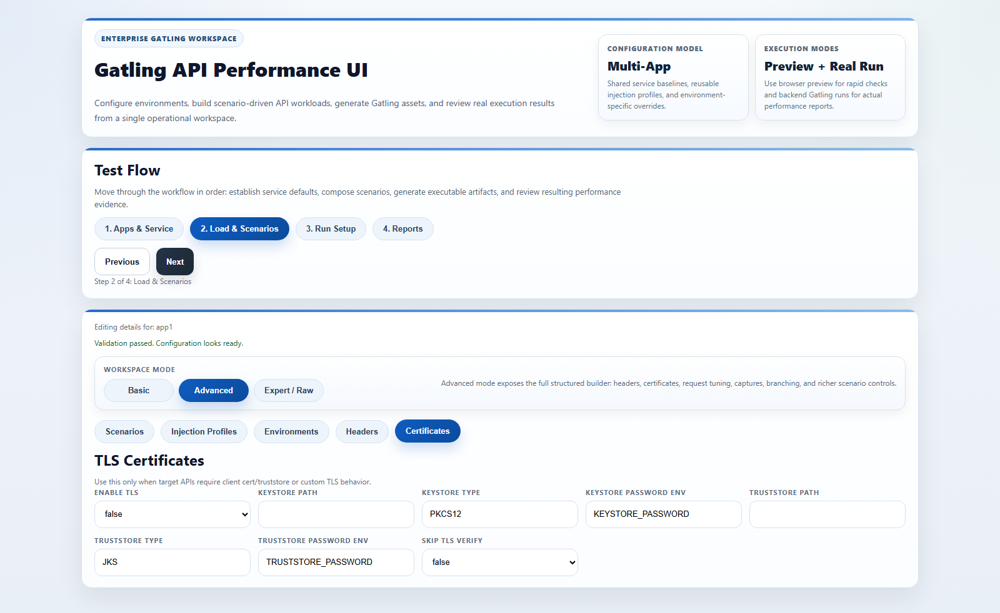 ENTERPRISE GATLING WORKSPACE
Gatling API Performance UI
Configure environments, build scenario-driven API workloads, generate Gatling assets, and review real execution results
from a single operational workspace.
CONFIGURATION MODEL
Multi-App
Shared service baselines, reusable
injection profiles, and environment-
specific overrides.
EXECUTION MODES
Preview + Real Run
Use browser preview for rapid checks
and backend Gatling runs for actual
performance reports.
Test Flow
Move through the workflow in order: establish service defaults, compose scenarios, generate executable artifacts, and review resulting performance
evidence.
1. Apps & Service
2. Load & Scenarios
3. Run Setup
4. Reports
Previous
Next
Step 2 of 4: Load & Scenarios
Editing details for: app1
Validation passed. Configuration looks ready.
WORKSPACE MODE
Basic
Advanced
Expert / Raw
Advanced mode exposes the full structured builder: headers, certificates, request tuning, captures, branching, and richer scenario controls.
Scenarios
Injection Profiles
Environments
Headers
Certificates
TLS Certificates
Use this only when target APIs require client cert/truststore or custom TLS behavior.
ENABLE TLS
false
KEYSTORE PATH
KEYSTORE TYPE
PKCS12
KEYSTORE PASSWORD ENV
KEYSTORE_PASSWORD
TRUSTSTORE PATH
TRUSTSTORE TYPE
JKS
TRUSTSTORE PASSWORD ENV
TRUSTSTORE_PASSWORD
SKIP TLS VERIFY
false